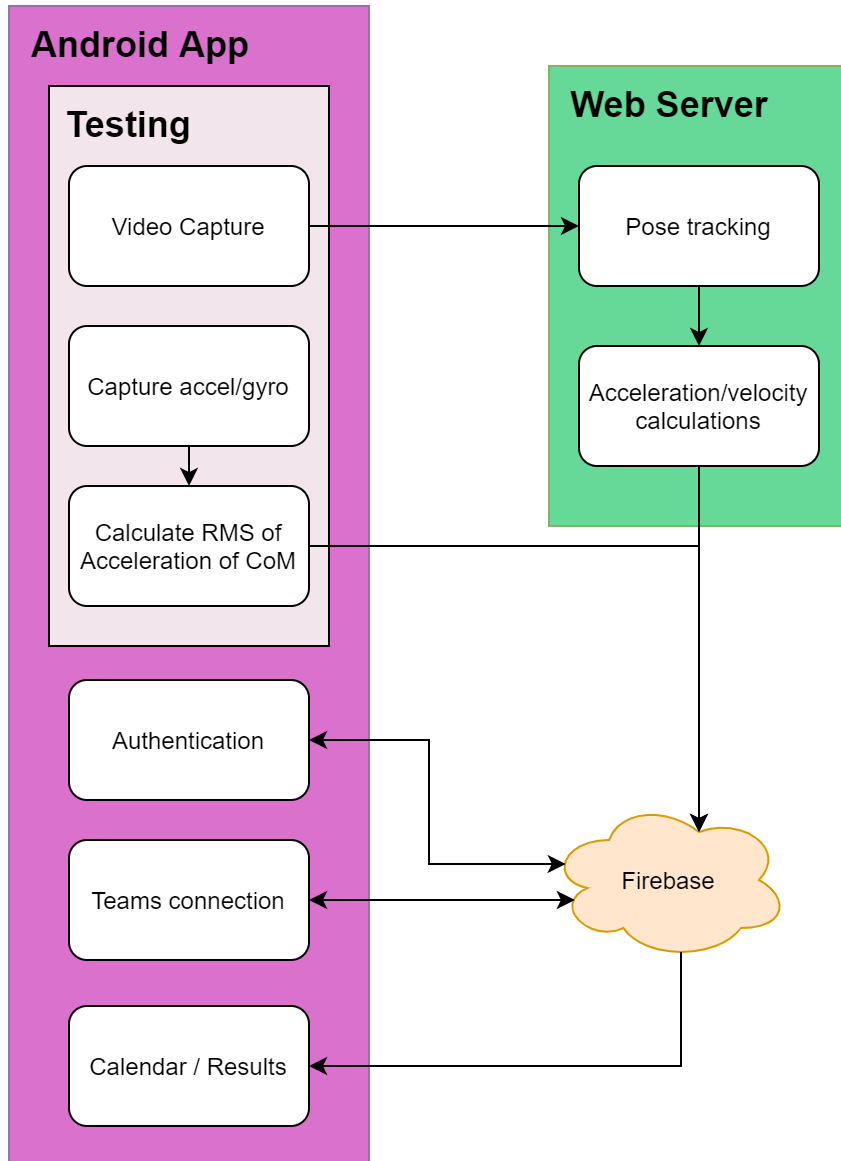 Android App
Testing
Video Capture
Capture accel/gyro
Calculate RMS of
Acceleration of CoM
Authentication
Teams connection
Calendar / Results
Web Server
Pose tracking
Acceleration/velocity
calculations
Firebase